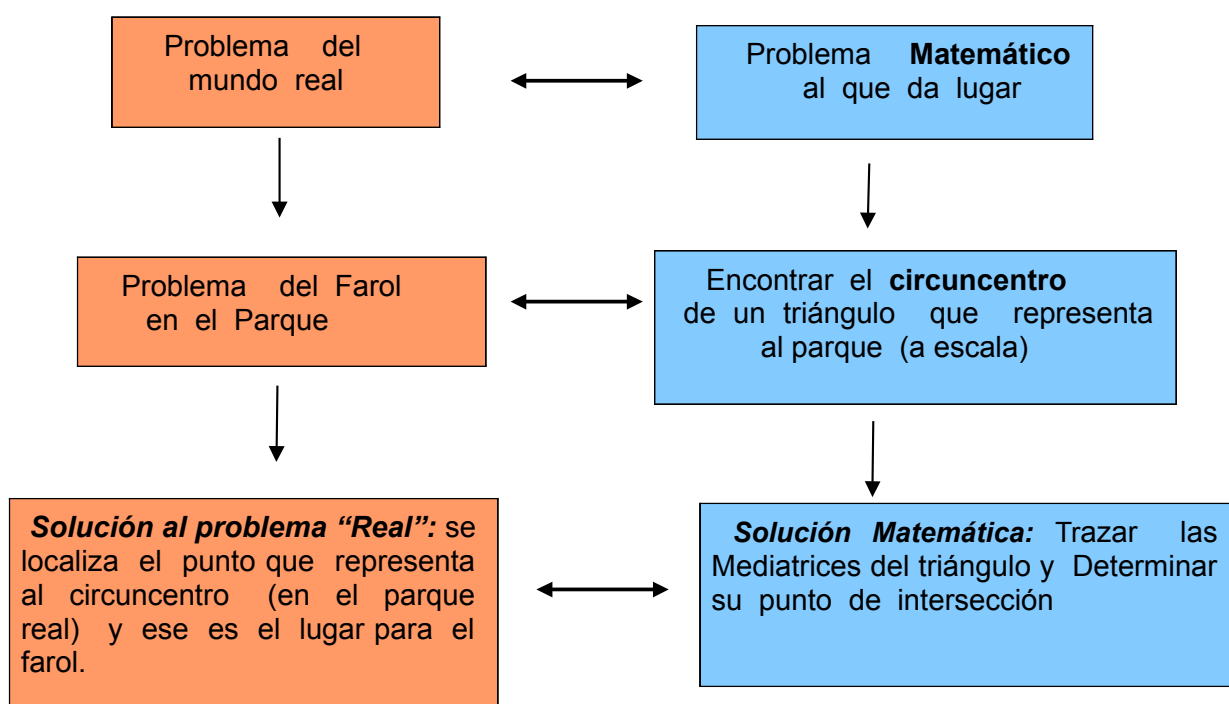 Problema del
mundo real
Problema Matemático
al que da lugar
Problema del Farol
en el Parque
Encontrar el circuncentro
de un triángulo que representa
al parque (a escala)
Solución al problema “Real”: se
localiza el punto que representa
al circuncentro (en el parque
real) y ese es el lugar para el
farol.
Solución Matemática: Trazar las
Mediatrices del triángulo y Determinar
su punto de intersección